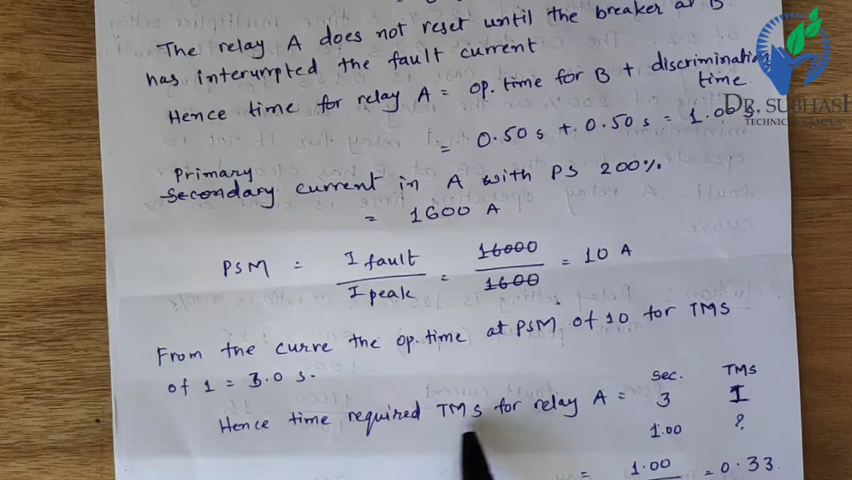 The relay A does not reset until the breaker at B
has interrupted the fault current
Hence time for relay A = op. time for B + discrimination time.
= 0.50 s + 0.50 s = 1.00 s
Primary
Secondary current in A with PS 200%.
= 1600 A
PSM = I fault / I peak = 16000 / 1600 = 10 A
From the curve the op. time at PSM of 10 for TMS
of 1 = 3.0 s.
Sec. TMS
Hence time required TMS for relay A = 3 1
1.00 ?
= 1.00 = 0.33
DR. SUBHASH
TECHNICAL CAMPUS